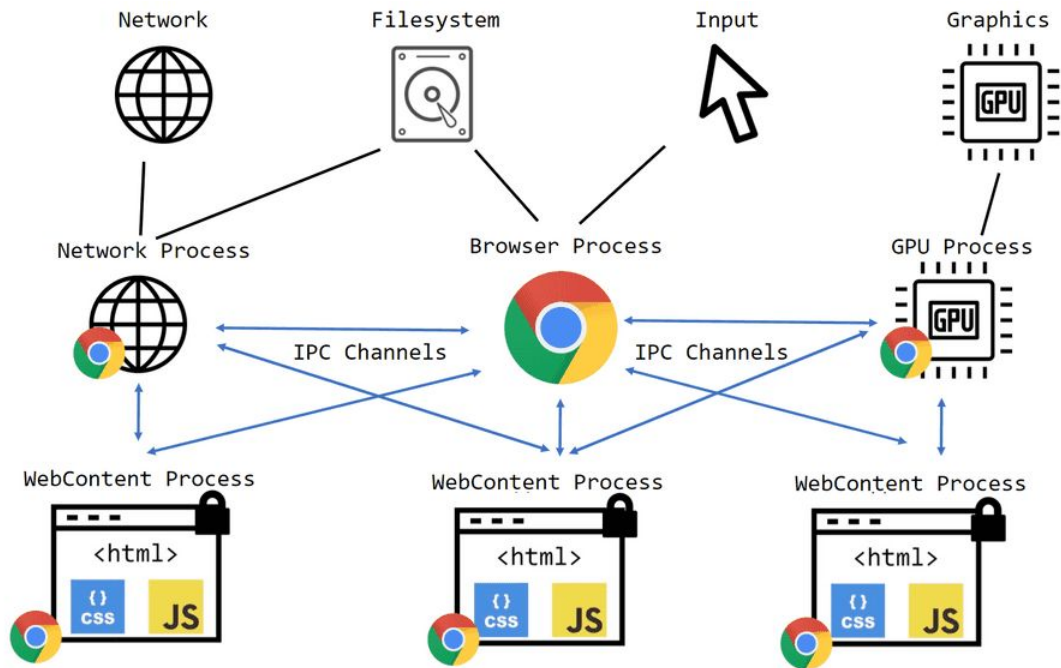 Network
Filesystem
Input
Graphics
GPU
Network Process
Browser Process
GPU Process
GPU
IPC Channels
IPC Channels
WebContent Process
WebContent Process
WebContent Process
<html>
<html>
<html>
{ }
CSS
JS
{ }
CSS
JS
{ }
CSS
JS